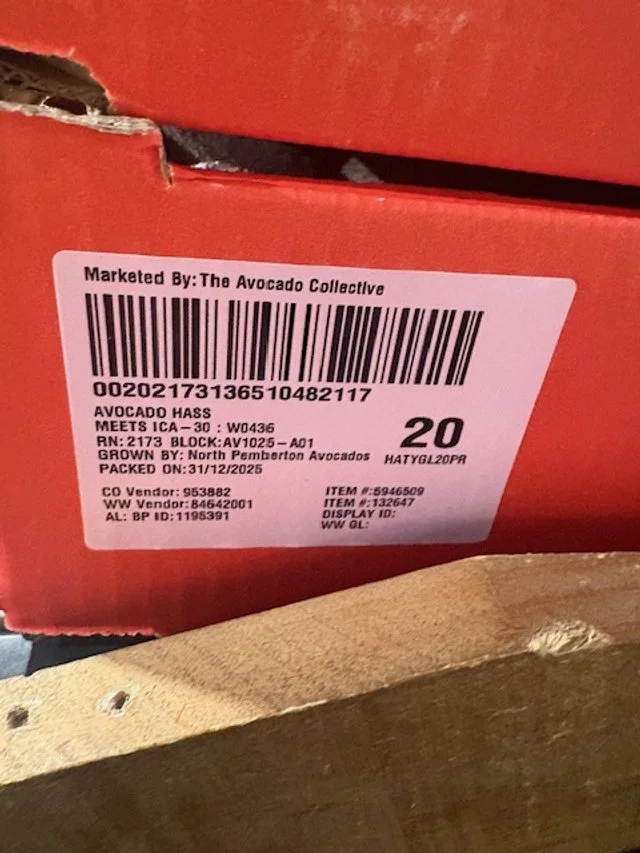 Marketed By: The Avocado Collective
00202173136510482117
AVOCADO HASS
MEETS ICA-30 : W0436
RN: 2173 BLOCK:AV1025-A01
GROWN BY: North Pemberton Avocados
PACKED ON:31/12/2025
20
HATYGL20PR
CO Vendor: 953882
WW Vendor: 84642001
AL: BP ID: 1195391
ITEM #:5946509
ITEM #:132647
DISPLAY ID:
WW GL: